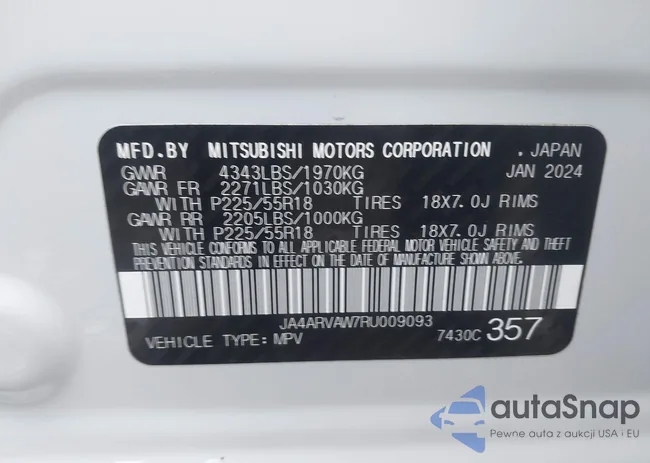 MFD.BY MITSUBISHI MOTORS CORPORATION . JAPAN
GVWR 4343LBS/1970KG JAN 2024
GAWR FR 2271LBS/1030KG
WITH P225/55R18 TIRES 18X7.0J RIMS
GAWR RR 2205LBS/1000KG
WITH P225/55R18 TIRES 18X7.0J RIMS
THIS VEHICLE CONFORMS TO ALL APPLICABLE FEDERAL MOTOR VEHICLE SAFETY AND THEFT
PREVENTION STANDARDS IN EFFECT ON THE DATE OF MANUFACTURE SHOWN ABOVE.
JA4ARVAW7RU009093
VEHICLE TYPE: MPV 7430C 357
autaSnap
Pewne auta z aukcji USA i EU